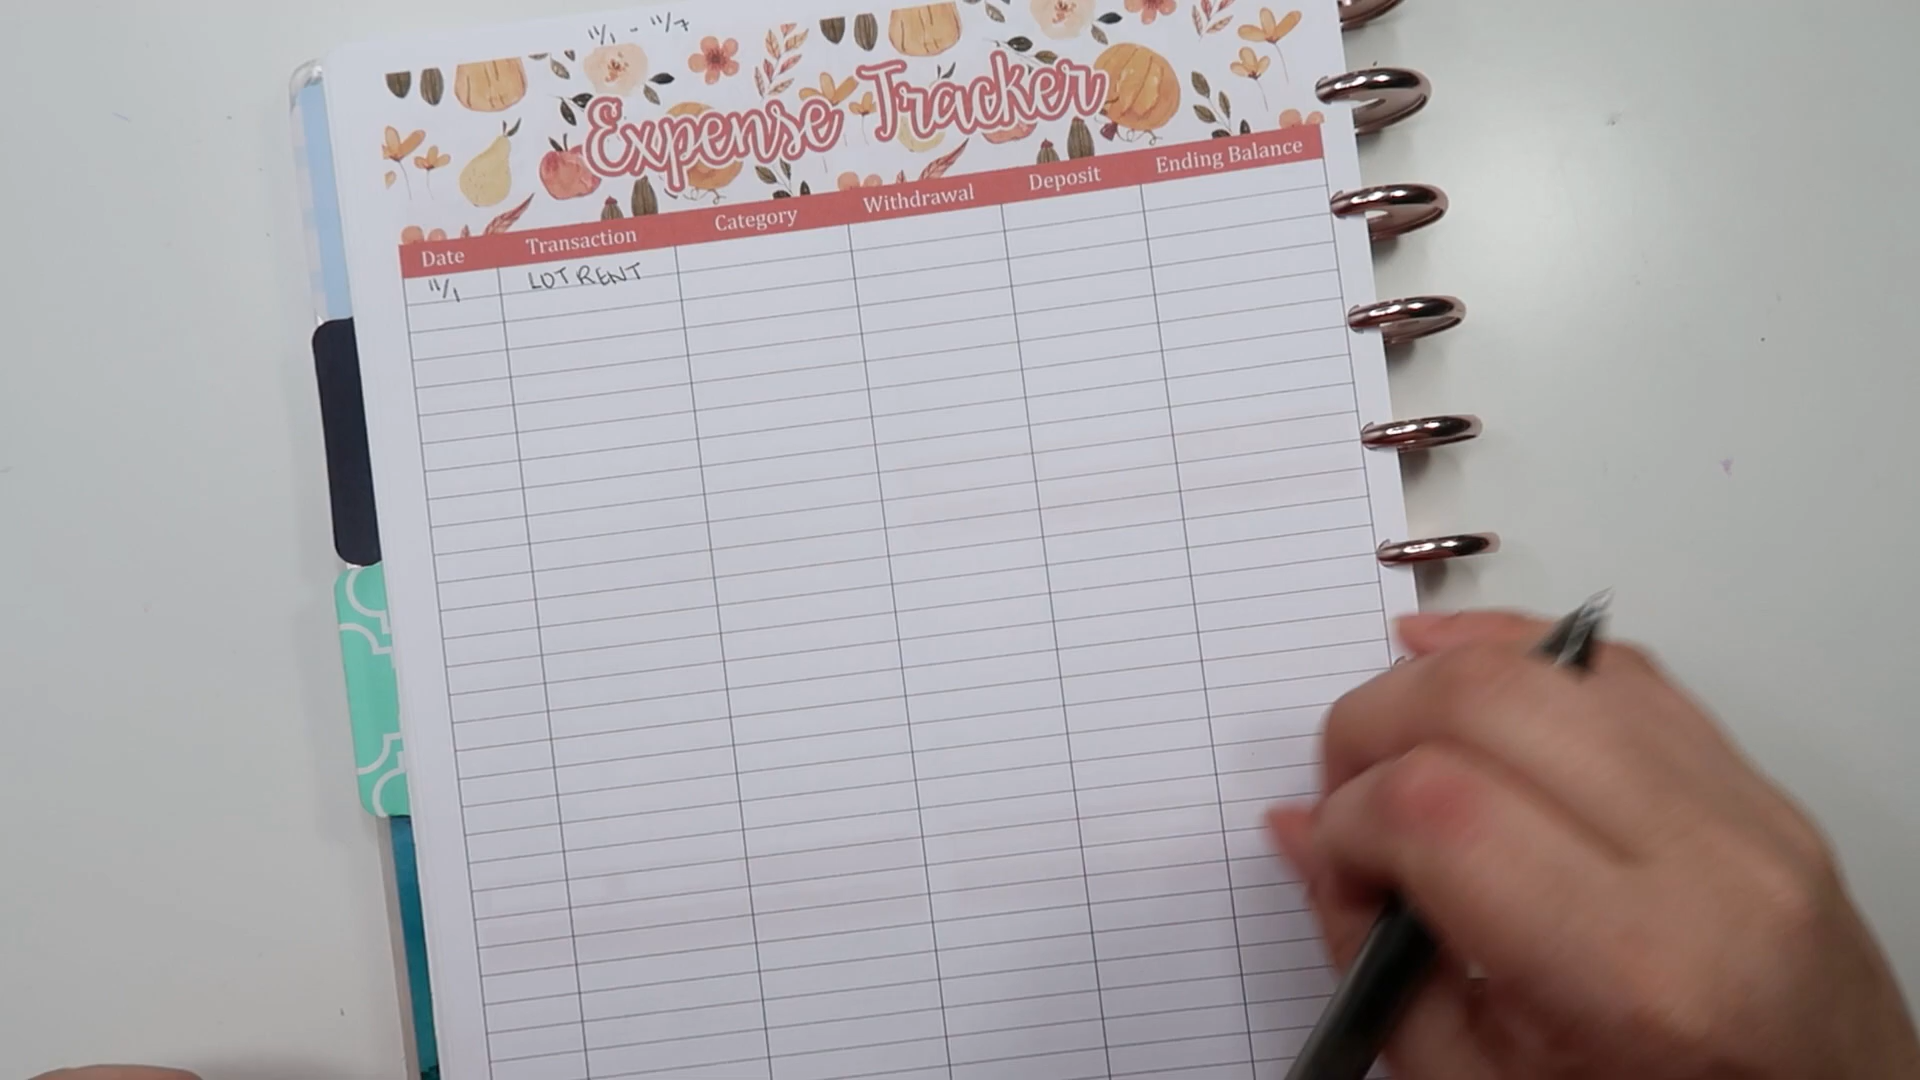 11/1 - 11/7
Expense Tracker
Date Transaction Category Withdrawal Deposit Ending Balance
11/1 LOT RENT